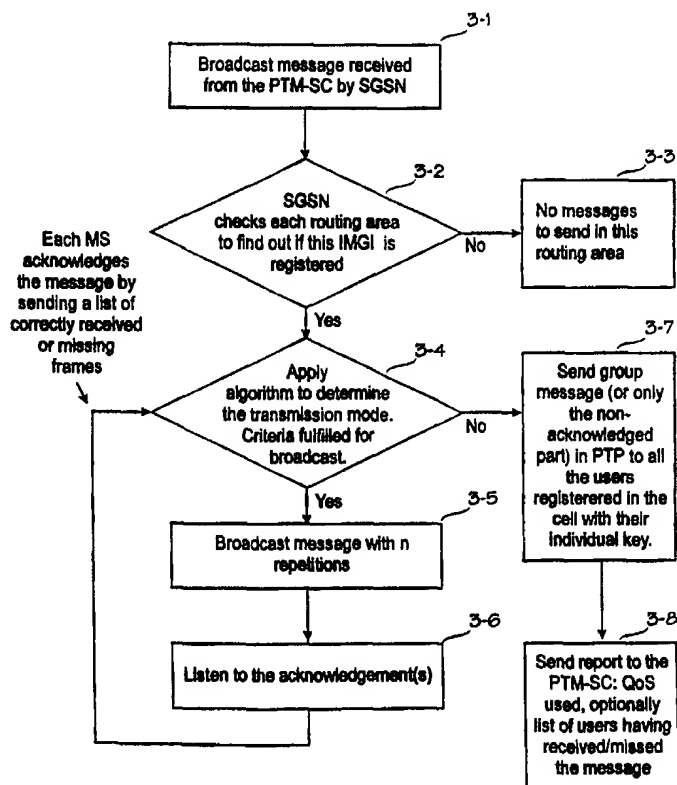 3-1
Broadcast message received
from the PTM-SC by SGSN
3-2
SGSN
checks each routing area
to find out if this IMGI is
registered
No
Yes
3-3
No messages
to send in this
routing area
Each MS
acknowledges
the message by
sending a list of
correctly received
or missing
frames
3-4
Apply
algorithm to determine
the transmission mode.
Criteria fulfilled for
broadcast.
No
Yes
3-7
Send group
message (or only
the non-
acknowledged
part) in PTP to all
the users
registerered in the
cell with their
individual key.
3-5
Broadcast message with n
repetitions
3-6
Listen to the acknowledgement(s)
3-8
Send report to the
PTM-SC: QoS
used, optionally
list of users having
received/missed
the message